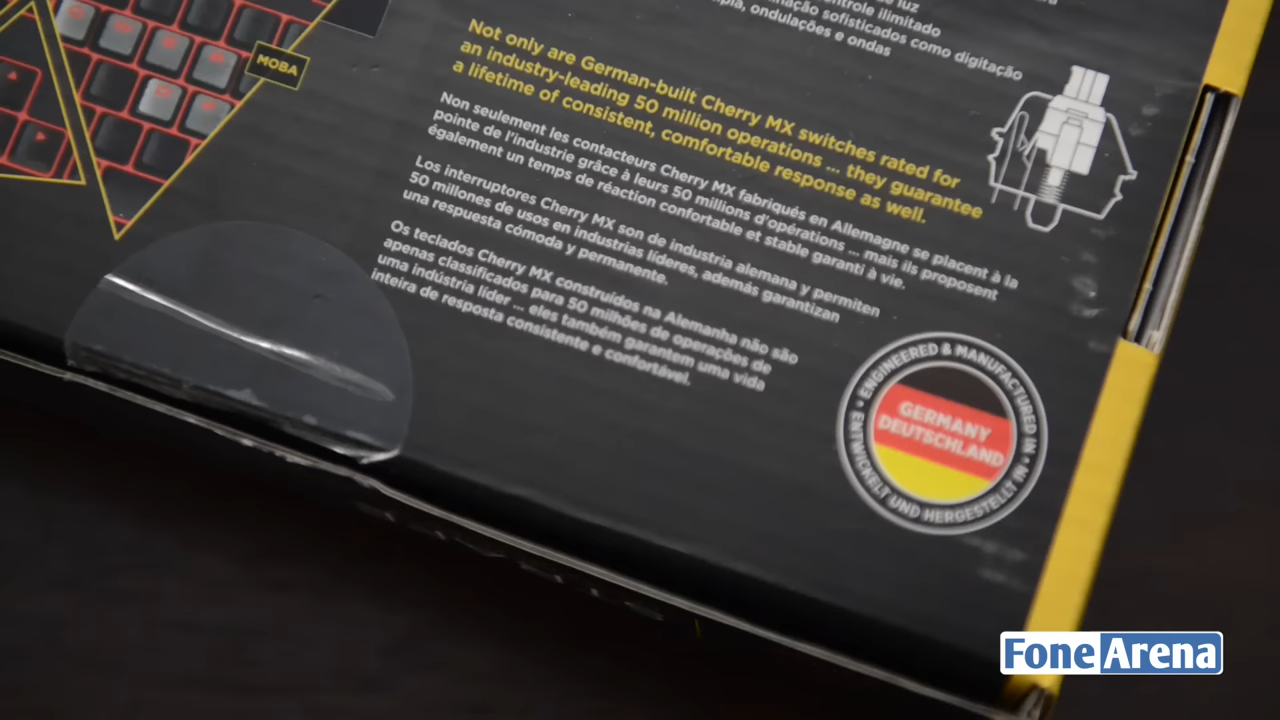 luz
controle ilimitado
ação sofisticados como digitação
ondulações e ondas
MOBA
Not only are German-built Cherry MX switches rated for
an industry-leading 50 million operations ... they guarantee
a lifetime of consistent, comfortable response as well.
Non seulement les contacteurs Cherry MX fabriqués en Allemagne se placent à la
pointe de l'industrie grâce à leurs 50 millions d'opérations ... mais ils proposent
également un temps de réaction confortable et stable garanti à vie.
Los interruptores Cherry MX son de industria alemana y permiten
50 millones de usos en industrias líderes, además garantizan
una respuesta cómoda y permanente.
Os teclados Cherry MX construídos na Alemanha não são
apenas classificados para 50 milhões de operações de
uma indústria líder ... eles também garantem uma vida
inteira de resposta consistente e confortável.
• ENGINEERED & MANUFACTURED IN •
GERMANY
DEUTSCHLAND
ENTWICKELT UND HERGESTELLT IN
FoneArena